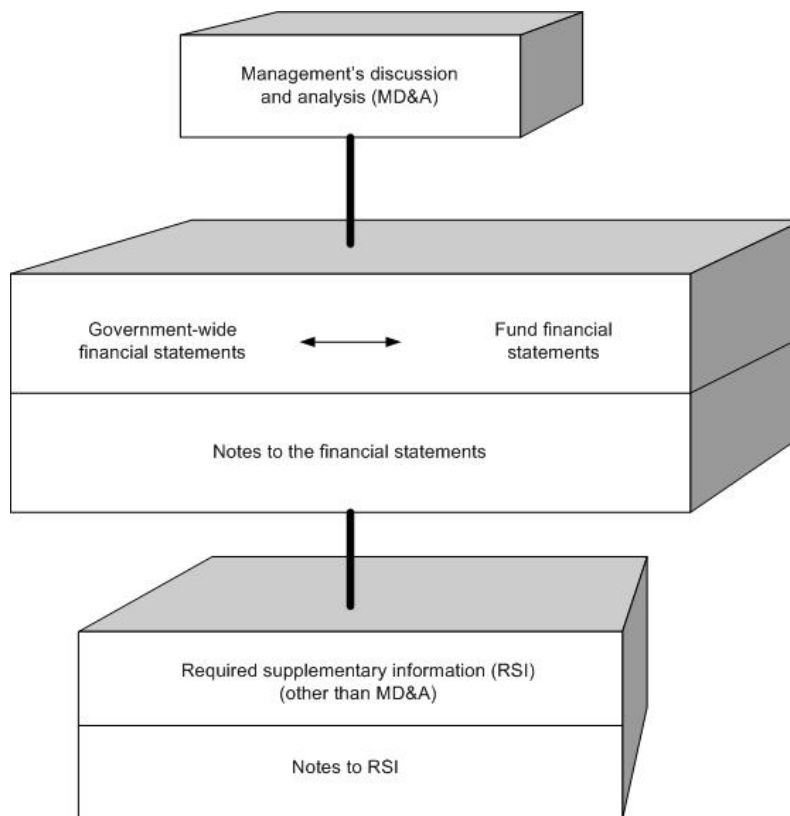 Management's discussion
and analysis (MD&A)
Government-wide
financial statements
Fund financial
statements
Notes to the financial statements
Required supplementary information (RSI)
(other than MD&A)
Notes to RSI